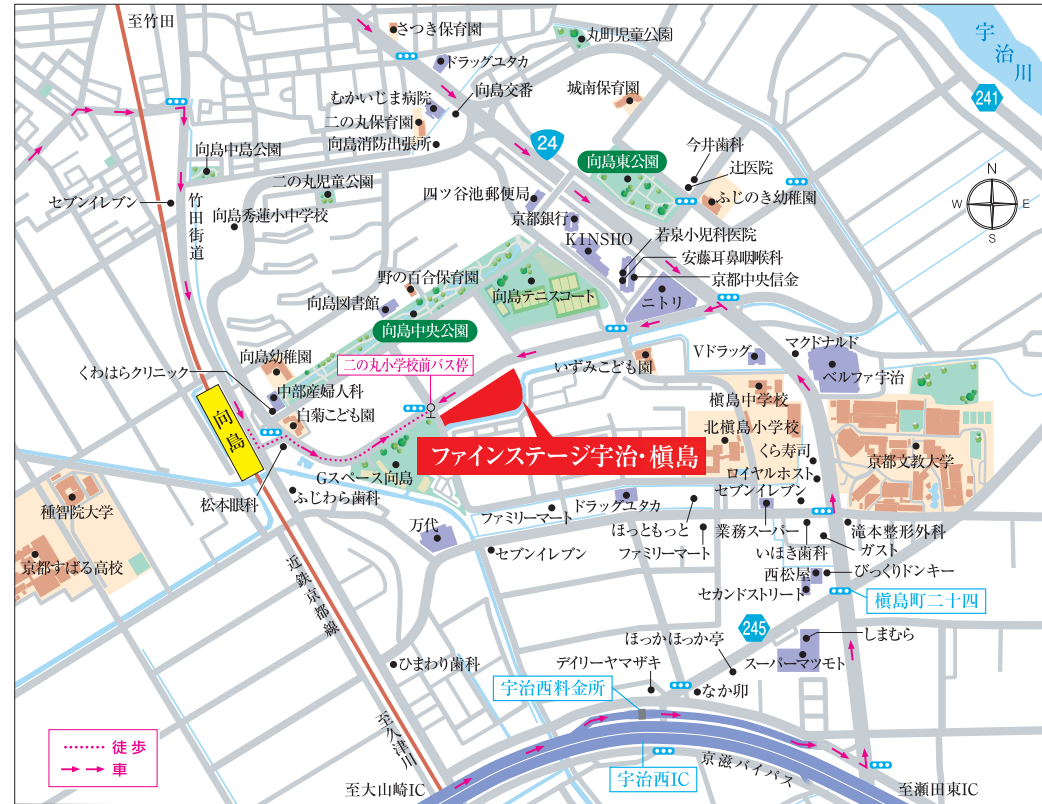 至竹田
さつき保育園
丸町児童公園
宇治川
ドラッグユタカ
241
むかいじま病院
向島交番
城南保育園
二の丸保育園
向島消防出張所
24
向島東公園
今井歯科
辻医院
向島中島公園
二の丸児童公園
四ツ谷池郵便局
ふじのき幼稚園
N
W
E
S
セブンイレブン
竹田街道
向島秀蓮小中学校
京都銀行
KINSHO
若泉小児科医院
安藤耳鼻咽喉科
京都中央信金
野の百合保育園
向島図書館
向島テニスコート
ニトリ
向島中央公園
向島幼稚園
二の丸小学校前バス停
いずみこども園
Vドラッグ
マクドナルド
ベルファ宇治
くわはらクリニック
中部産婦人科
白菊こども園
向島
槇島中学校
北槇島小学校
ファインステージ宇治・槇島
くら寿司
ロイヤルホスト
セブンイレブン
京都文教大学
Gスペース向島
ふじわら歯科
松本眼科
種智院大学
万代
ファミリーマート
ドラッグユタカ
ほっともっと
ファミリーマート
業務スーパー
いほき歯科
滝本整形外科
ガスト
びっくりドンキー
セブンイレブン
京都すばる高校
西松屋
セカンドストリート
槇島町二十四
近鉄京都線
245
ほっかほっか亭
しまむら
スーパーマツモト
ひまわり歯科
デイリーヤマザキ
なか卯
宇治西料金所
至久津川
徒歩
車
宇治西IC
京滋バイパス
至大山崎IC
至瀬田東IC